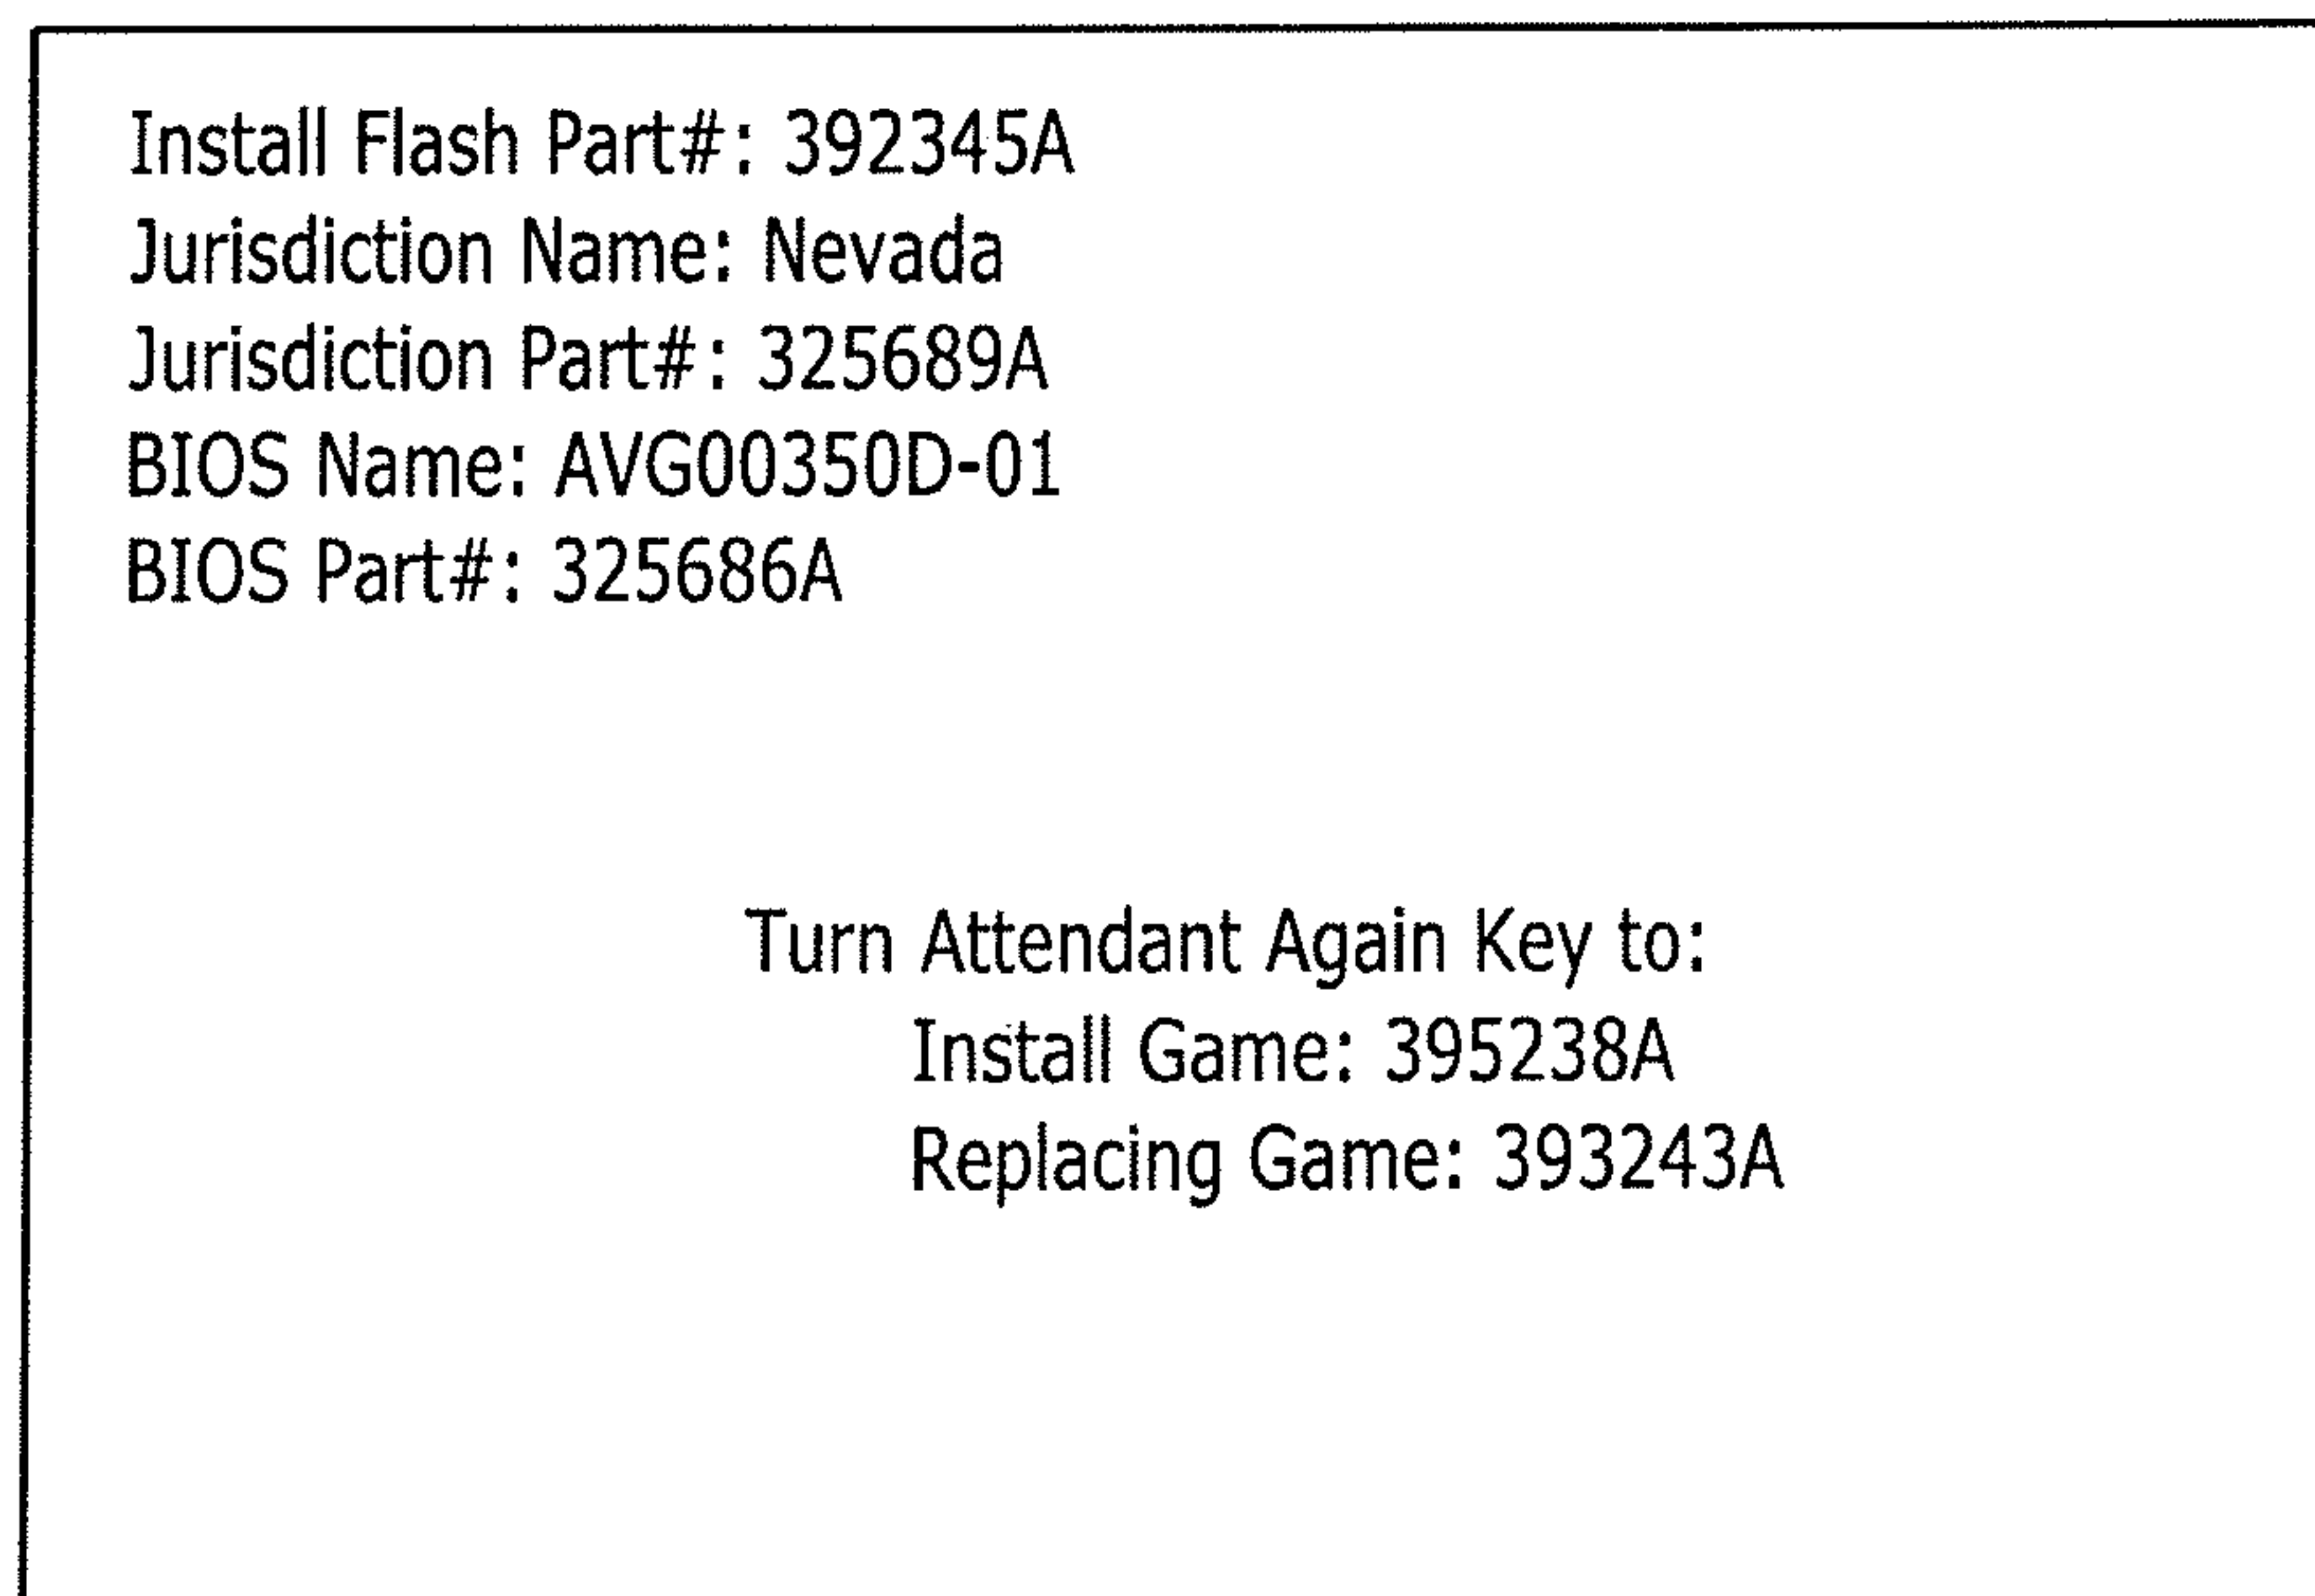 Install Flash Part#: 392345A
Jurisdiction Name: Nevada
Jurisdiction Part#: 325689A
BIOS Name: AVG00350D-01
BIOS Part#: 325686A
Turn Attendant Again Key to:
Install Game: 395238A
Replacing Game: 393243A